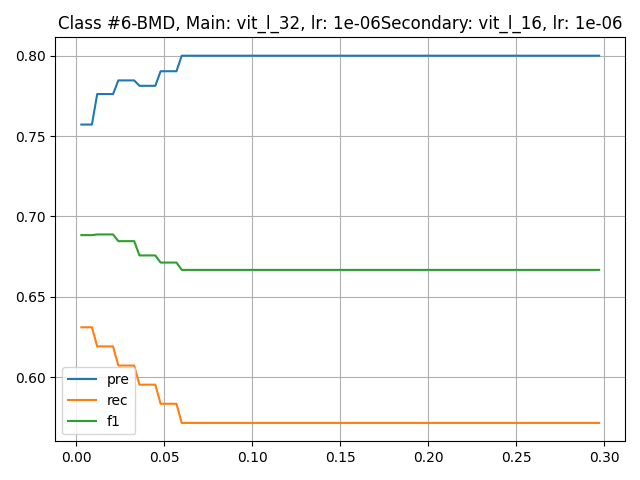 Class #6-BMD, Main: vit_l_32, lr: 1e-06Secondary: vit_l_16, lr: 1e-06
0.80
0.75
0.70
0.65
0.60
pre
rec
f1
0.00 0.05 0.10 0.15 0.20 0.25 0.30